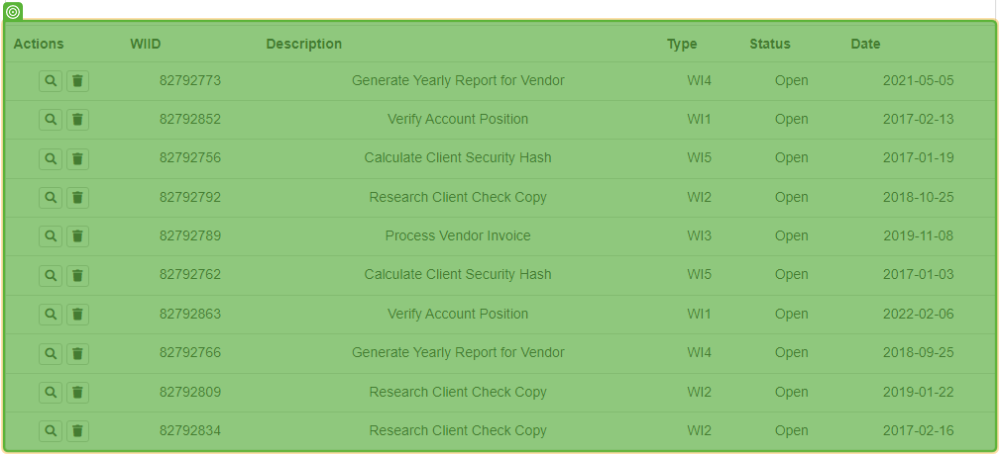 Actions WIID Description Type Status Date
82792773 Generate Yearly Report for Vendor WI4 Open 2021-05-05
82792852 Verify Account Position WI1 Open 2017-02-13
82792756 Calculate Client Security Hash WI5 Open 2017-01-19
82792792 Research Client Check Copy WI2 Open 2018-10-25
82792789 Process Vendor Invoice WI3 Open 2019-11-08
82792762 Calculate Client Security Hash WI5 Open 2017-01-03
82792863 Verify Account Position WI1 Open 2022-02-06
82792766 Generate Yearly Report for Vendor WI4 Open 2018-09-25
82792809 Research Client Check Copy WI2 Open 2019-01-22
82792834 Research Client Check Copy WI2 Open 2017-02-16